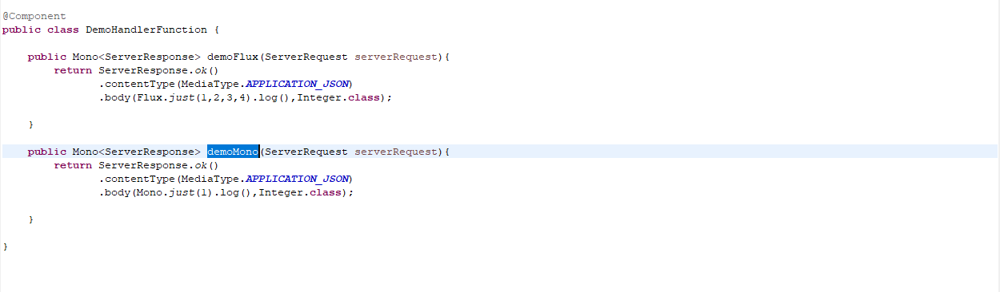 @Component
public class DemoHandlerFunction {
public Mono<ServerResponse> demoFlux(ServerRequest serverRequest){
return ServerResponse.ok()
.contentType(MediaType.APPLICATION_JSON)
.body(Flux.just(1,2,3,4).log(),Integer.class);
}
public Mono<ServerResponse> demoMono(ServerRequest serverRequest){
return ServerResponse.ok()
.contentType(MediaType.APPLICATION_JSON)
.body(Mono.just(1).log(),Integer.class);
}
}